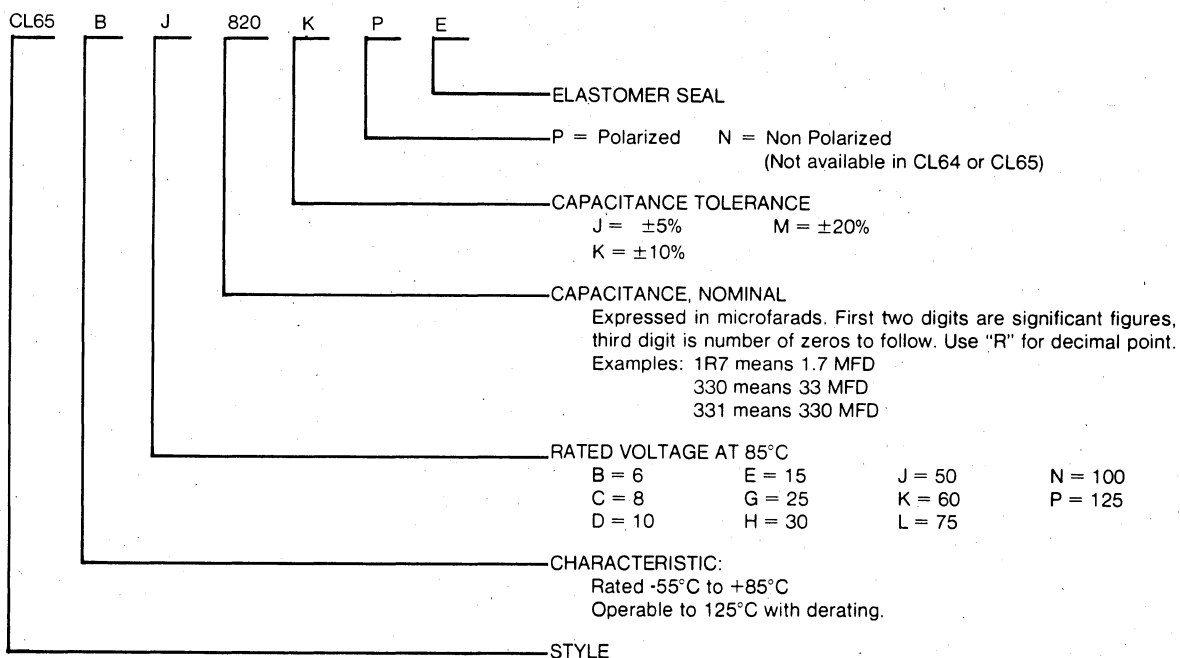 CL65 B J 820 K P E
ELASTOMER SEAL
P = Polarized N = Non Polarized
(Not available in CL64 or CL65)
CAPACITANCE TOLERANCE
J = ±5% M = ±20%
K = ±10%
CAPACITANCE, NOMINAL
Expressed in microfarads. First two digits are significant figures,
third digit is number of zeros to follow. Use "R" for decimal point.
Examples: 1R7 means 1.7 MFD
330 means 33 MFD
331 means 330 MFD
RATED VOLTAGE AT 85°C
B = 6 E = 15 J = 50 N = 100
C = 8 G = 25 K = 60 P = 125
D = 10 H = 30 L = 75
CHARACTERISTIC:
Rated -55°C to +85°C
Operable to 125°C with derating.
STYLE